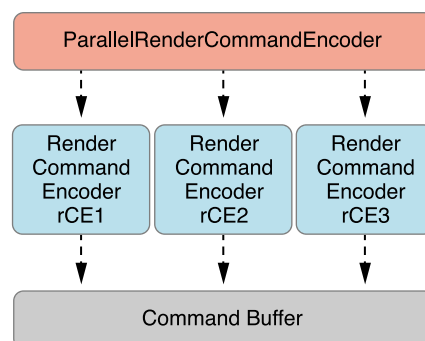 ParallelRenderCommandEncoder
Render
Command
Encoder
rCE1
Render
Command
Encoder
rCE2
Render
Command
Encoder
rCE3
Command Buffer